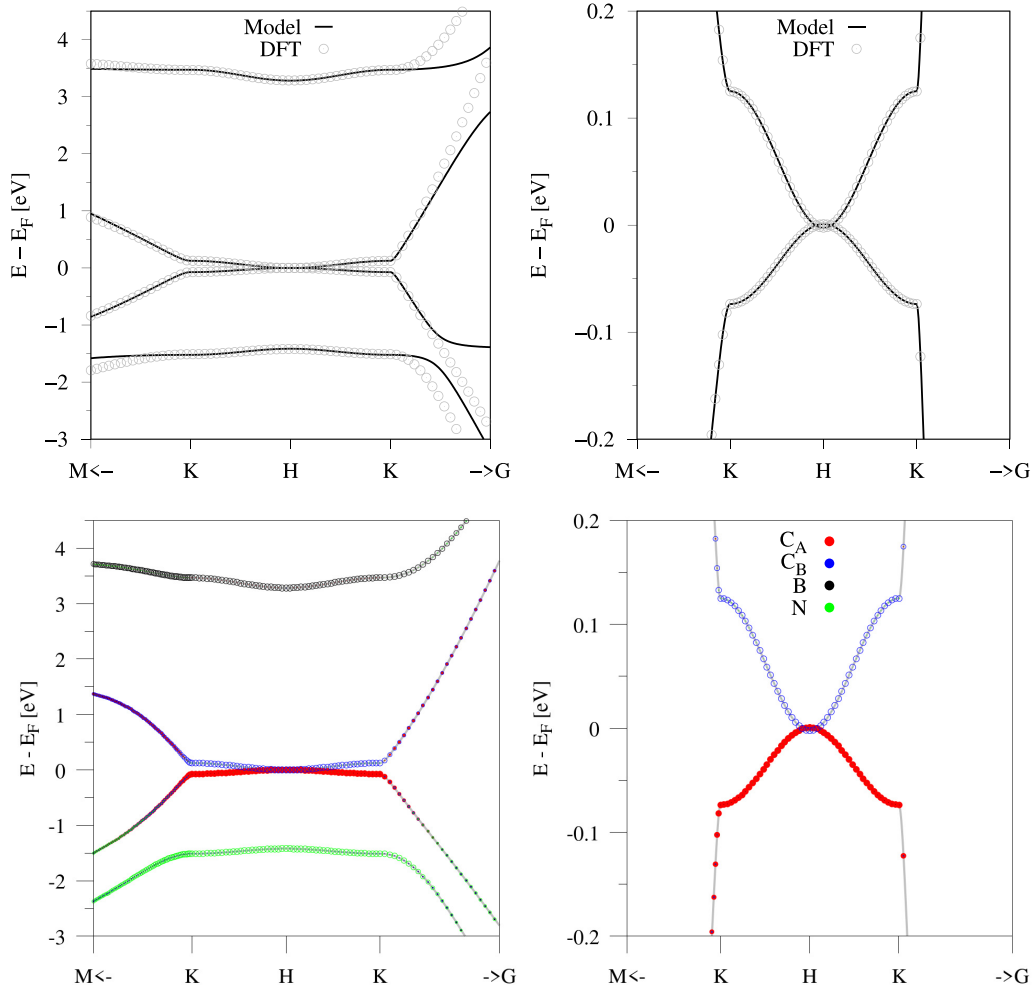 Model
DFT
E − E_F [eV]
4
3
2
1
0
−1
−2
−3
M<− K H K −>G
Model
DFT
E − E_F [eV]
0.2
0.1
0
−0.1
−0.2
M<− K H K −>G
E - E_F [eV]
4
3
2
1
0
-1
-2
-3
M<- K H K ->G
C_A
C_B
B
N
E - E_F [eV]
0.2
0.1
0
-0.1
-0.2
M<- K H K ->G